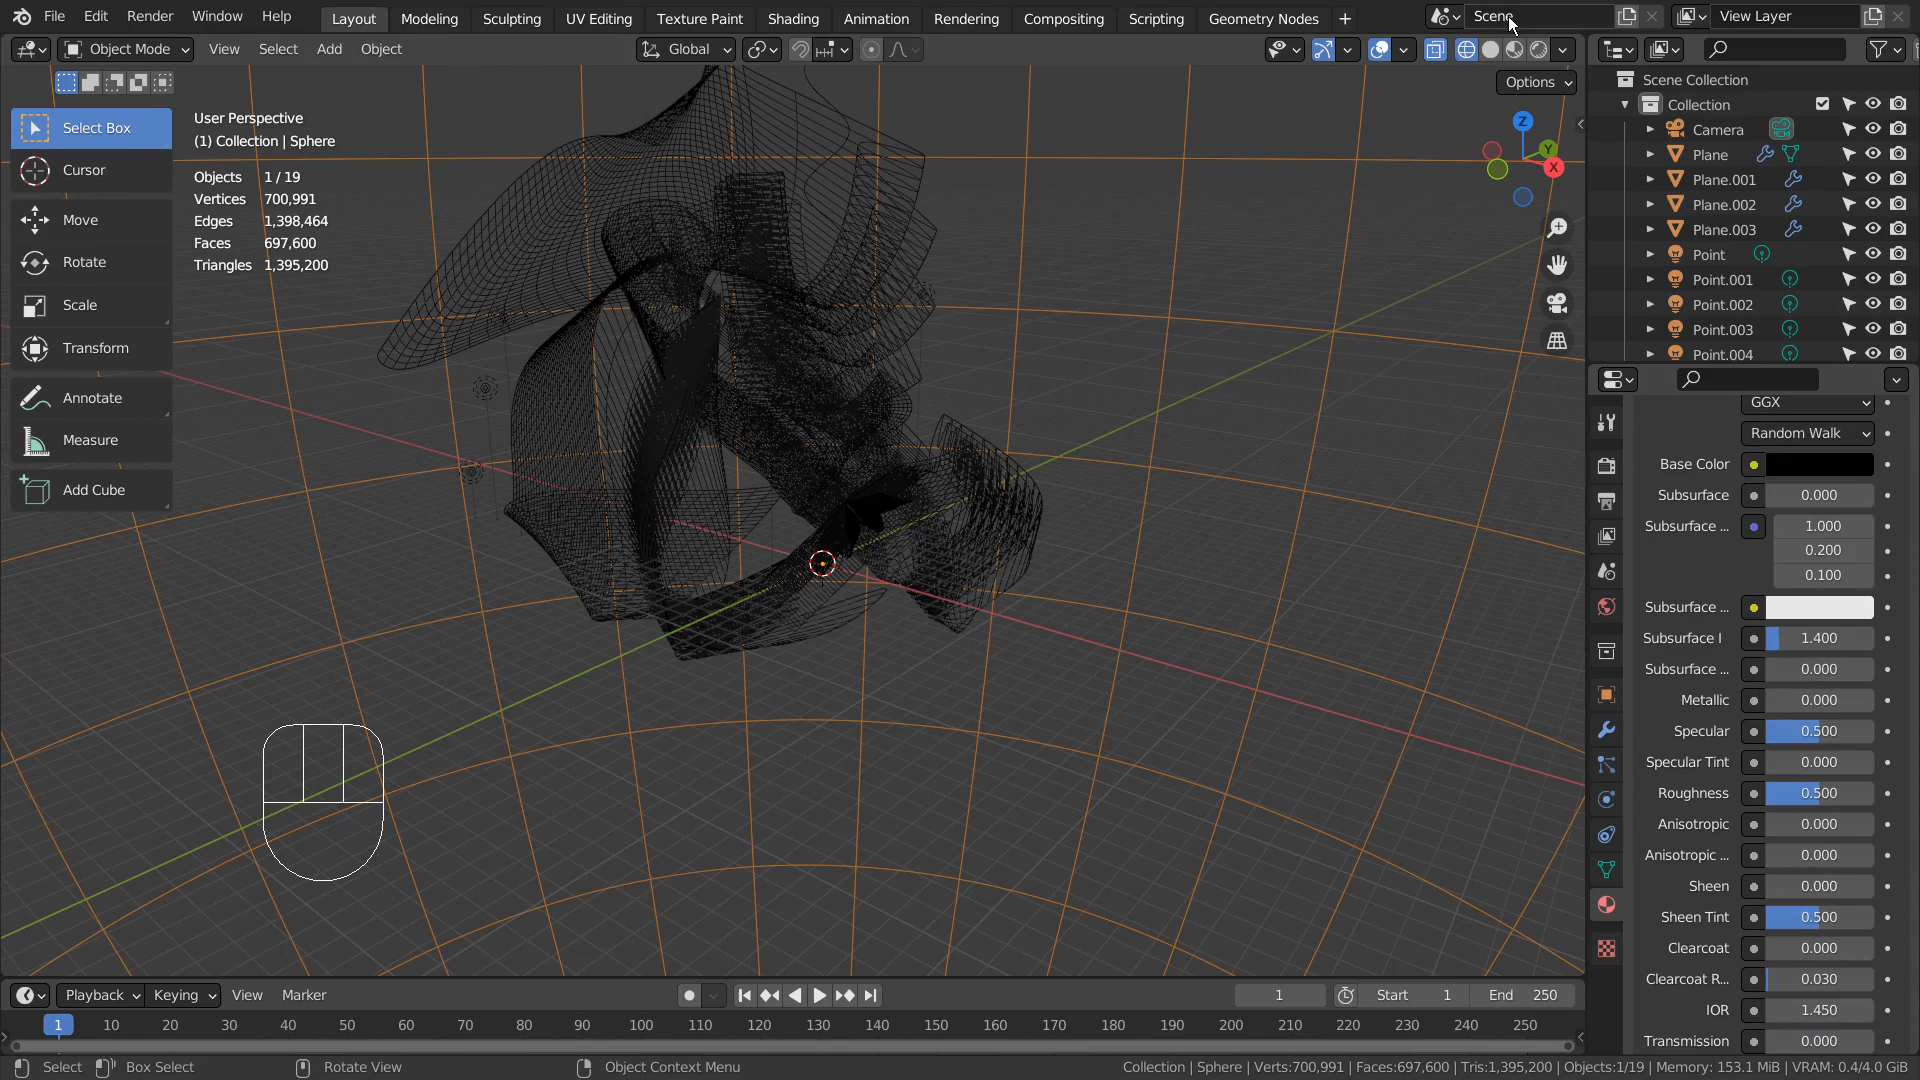 File Edit Render Window Help Layout Modeling Sculpting UV Editing Texture Paint Shading Animation Rendering Compositing Scripting Geometry Nodes + Scene View Layer
Object Mode View Select Add Object Global
Options
Select Box
Cursor
Move
Rotate
Scale
Transform
Annotate
Measure
Add Cube
User Perspective
(1) Collection | Sphere
Objects 1 / 19
Vertices 700,991
Edges 1,398,464
Faces 697,600
Triangles 1,395,200
Z
Y
X
Scene Collection
Collection
Camera
Plane
Plane.001
Plane.002
Plane.003
Point
Point.001
Point.002
Point.003
Point.004
GGX
Random Walk
Base Color
Subsurface 0.000
Subsurface ... 1.000
0.200
0.100
Subsurface ...
Subsurface I 1.400
Subsurface ... 0.000
Metallic 0.000
Specular 0.500
Specular Tint 0.000
Roughness 0.500
Anisotropic 0.000
Anisotropic ... 0.000
Sheen 0.000
Sheen Tint 0.500
Clearcoat 0.000
Clearcoat R... 0.030
IOR 1.450
Transmission 0.000
Playback Keying View Marker 1 Start 1 End 250
1 10 20 30 40 50 60 70 80 90 100 110 120 130 140 150 160 170 180 190 200 210 220 230 240 250
Select Box Select Rotate View Object Context Menu Collection | Sphere | Verts:700,991 | Faces:697,600 | Tris:1,395,200 | Objects:1/19 | Memory: 153.1 MiB | VRAM: 0.4/4.0 GiB